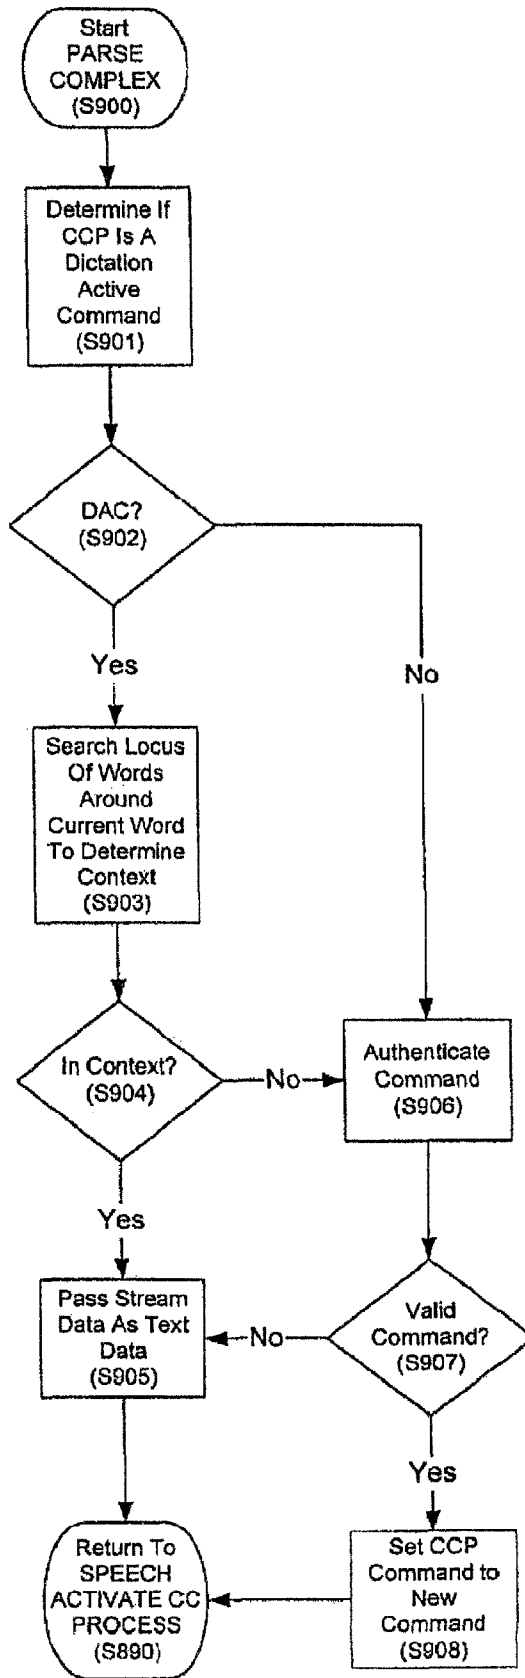 Start
PARSE
COMPLEX
(S900)
Determine If
CCP Is A
Dictation
Active
Command
(S901)
DAC?
(S902)
Yes
No
Search Locus
Of Words
Around
Current Word
To Determine
Context
(S903)
In Context?
(S904)
No
Authenticate
Command
(S906)
Yes
Pass Stream
Data As Text
Data
(S905)
No
Valid
Command?
(S907)
Yes
Return To
SPEECH
ACTIVATE CC
PROCESS
(S890)
Set CCP
Command to
New
Command
(S908)